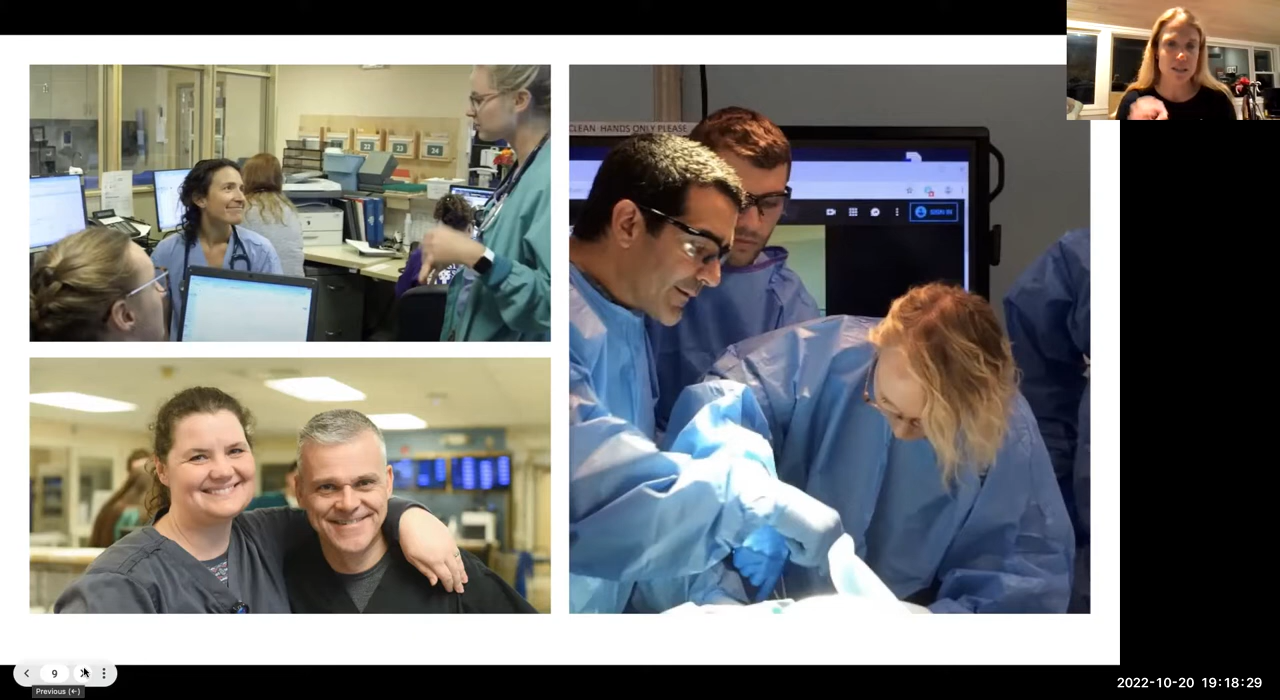 CLEAN HANDS ONLY PLEASE
22
23
24
SIGN IN
9
Previous (←)
2022-10-20 19:18:29